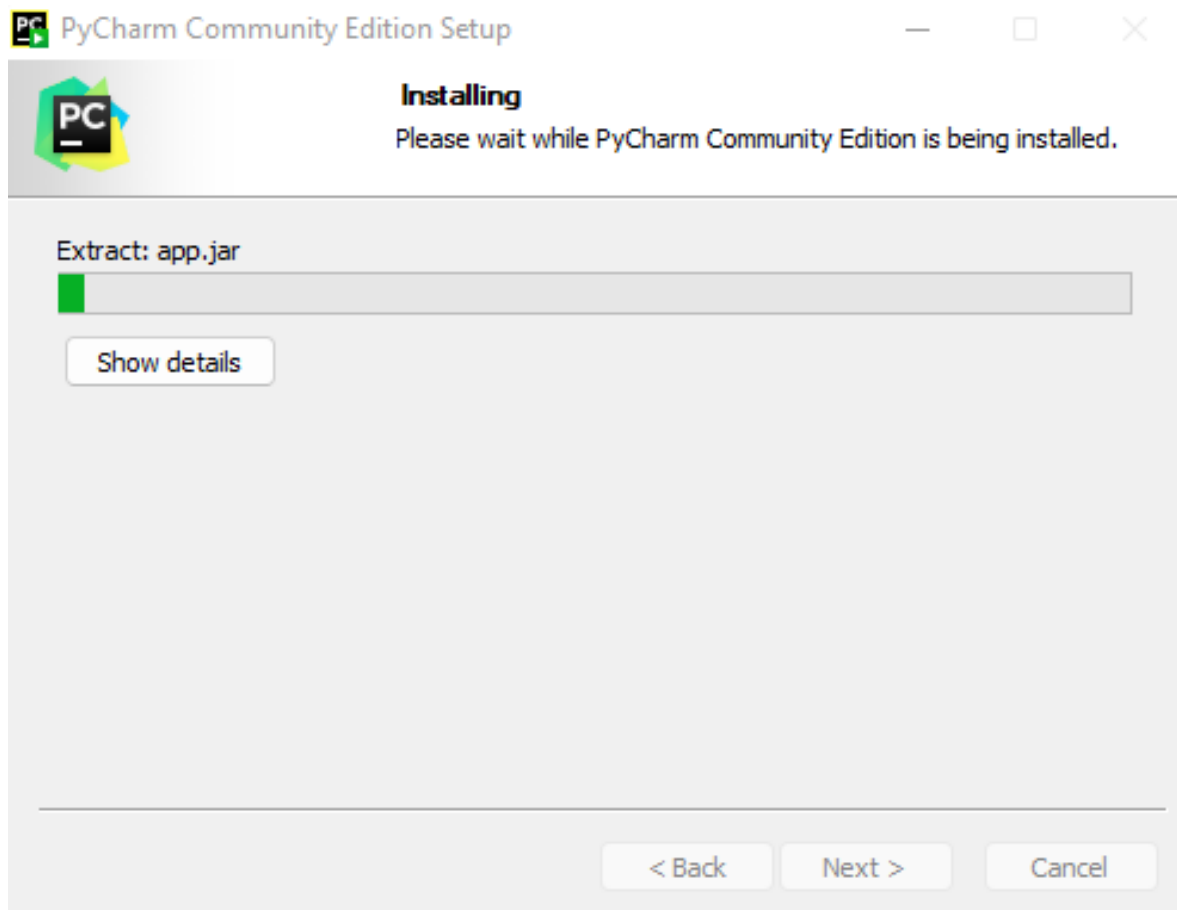 PC PyCharm Community Edition Setup
PC
Installing
Please wait while PyCharm Community Edition is being installed.
Extract: app.jar
Show details
< Back Next > Cancel